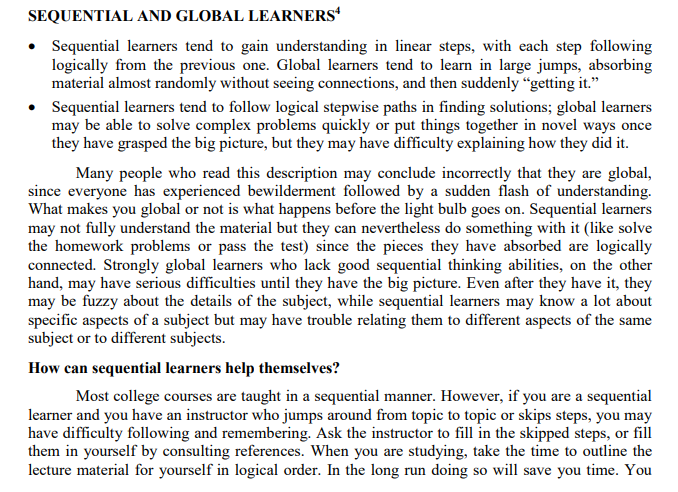 SEQUENTIAL AND GLOBAL LEARNERS⁴
• Sequential learners tend to gain understanding in linear steps, with each step following
logically from the previous one. Global learners tend to learn in large jumps, absorbing
material almost randomly without seeing connections, and then suddenly “getting it.”
• Sequential learners tend to follow logical stepwise paths in finding solutions; global learners
may be able to solve complex problems quickly or put things together in novel ways once
they have grasped the big picture, but they may have difficulty explaining how they did it.
Many people who read this description may conclude incorrectly that they are global,
since everyone has experienced bewilderment followed by a sudden flash of understanding.
What makes you global or not is what happens before the light bulb goes on. Sequential learners
may not fully understand the material but they can nevertheless do something with it (like solve
the homework problems or pass the test) since the pieces they have absorbed are logically
connected. Strongly global learners who lack good sequential thinking abilities, on the other
hand, may have serious difficulties until they have the big picture. Even after they have it, they
may be fuzzy about the details of the subject, while sequential learners may know a lot about
specific aspects of a subject but may have trouble relating them to different aspects of the same
subject or to different subjects.
How can sequential learners help themselves?
Most college courses are taught in a sequential manner. However, if you are a sequential
learner and you have an instructor who jumps around from topic to topic or skips steps, you may
have difficulty following and remembering. Ask the instructor to fill in the skipped steps, or fill
them in yourself by consulting references. When you are studying, take the time to outline the
lecture material for yourself in logical order. In the long run doing so will save you time. You